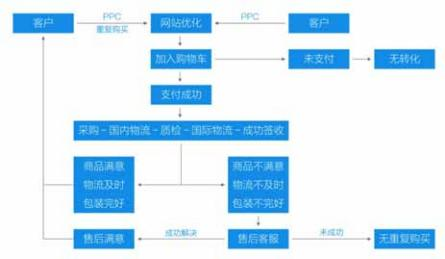 客户
PPC
重复购买
网站优化
PPC
客户
加入购物车
未支付
无转化
支付成功
采购－国内物流－质检－国际物流－成功签收
商品满意
物流及时
包装完好
商品不满意
物流不及时
包装不完好
售后满意
成功解决
售后客服
未成功
无重复购买